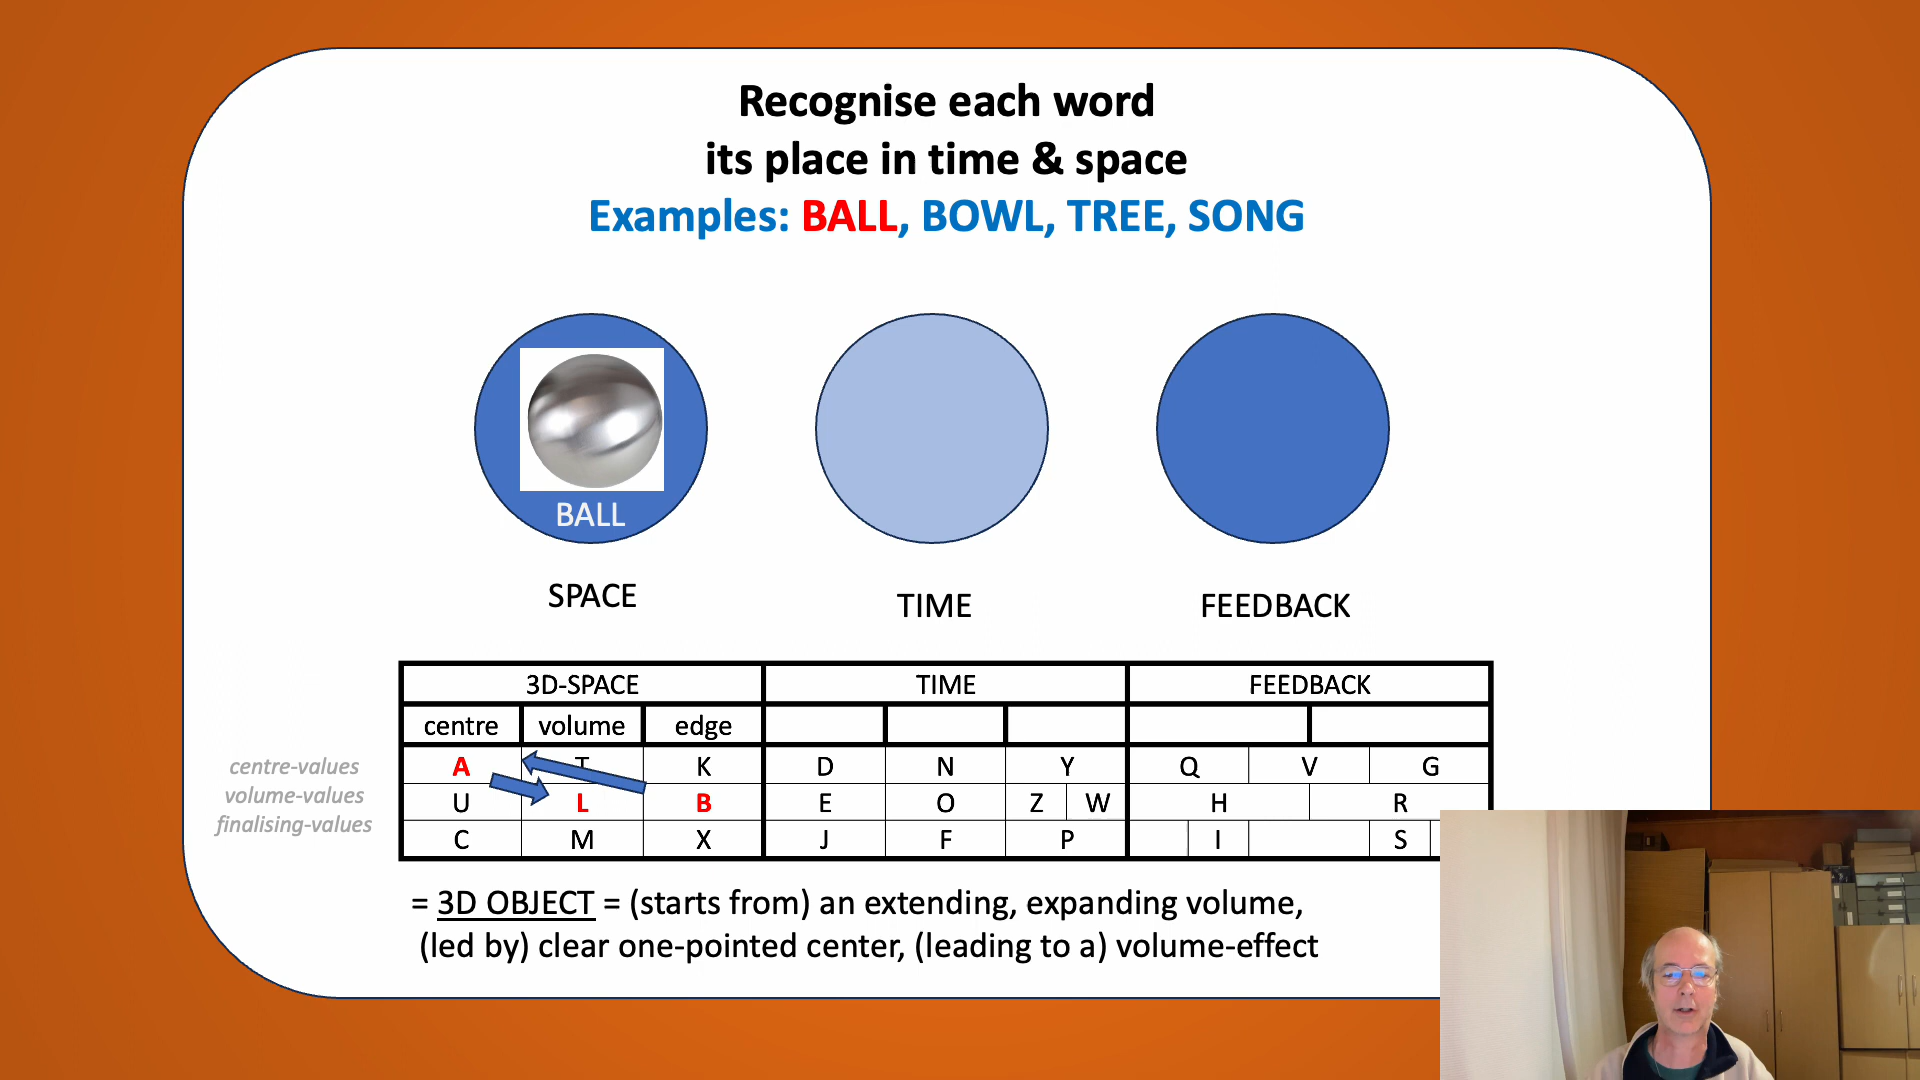 Recognise each word
its place in time & space
Examples: BALL, BOWL, TREE, SONG
BALL
SPACE
TIME
FEEDBACK
3D-SPACE TIME FEEDBACK
centre volume edge
centre-values
volume-values
finalising-values
A T K D N Y Q V G
U L B E O Z W H R
C M X J F P I S
= 3D OBJECT = (starts from) an extending, expanding volume,
(led by) clear one-pointed center, (leading to a) volume-effect